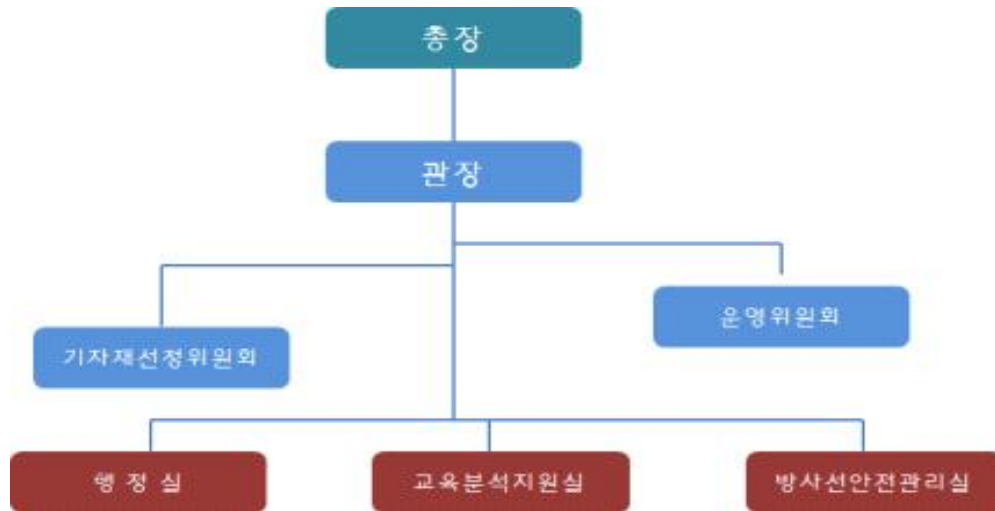 총장
관장
운영위원회
기자재선정위원회
행 정 실
교육분석지원실
방사선안전관리실